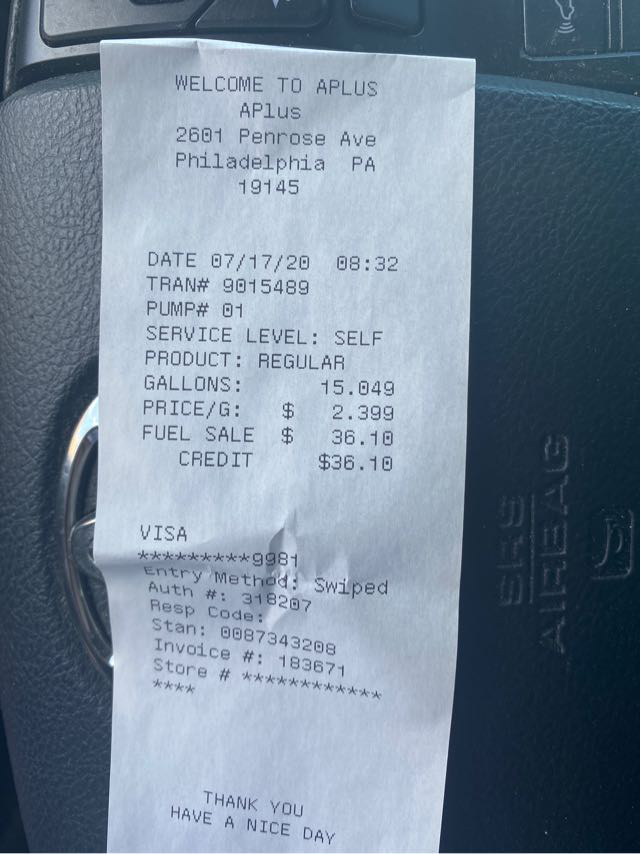 WELCOME TO APLUS
APlus
2601 Penrose Ave
Philadelphia PA
19145
DATE 07/17/20 08:32
TRAN# 9015489
PUMP# 01
SERVICE LEVEL: SELF
PRODUCT: REGULAR
GALLONS: 15.049
PRICE/G: $ 2.399
FUEL SALE $ 36.10
CREDIT $36.10
VISA
*********9981
Entry Method: Swiped
Auth #: 318207
Resp Code:
Stan: 0087343208
Invoice #: 183671
Store # ************
****
THANK YOU
HAVE A NICE DAY
SRS
AIRBAG